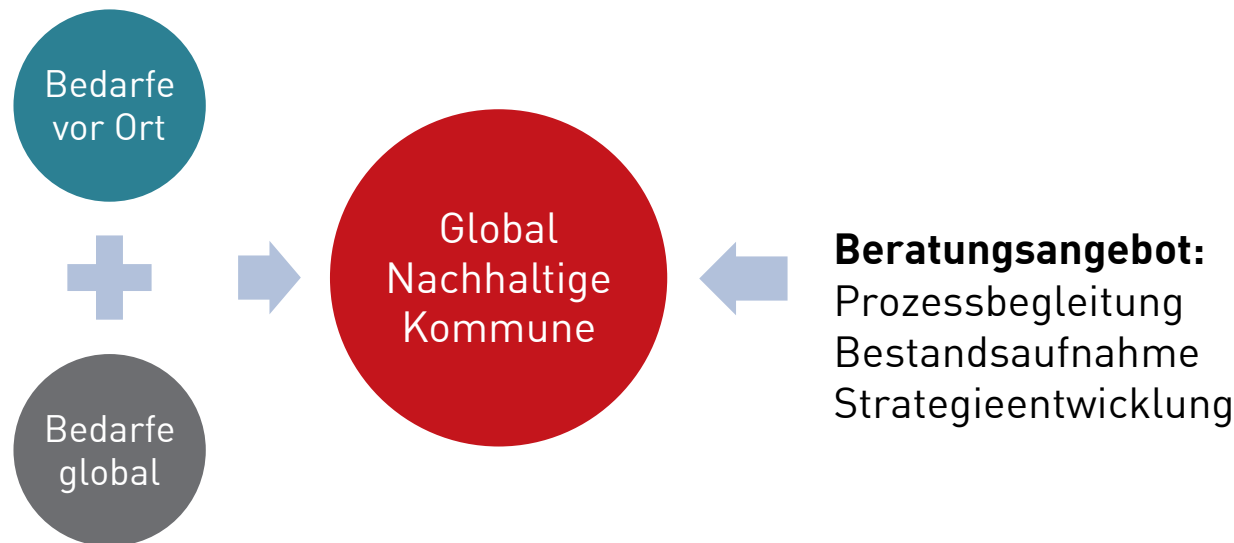 Bedarfe
vor Ort
Bedarfe
global
Global
Nachhaltige
Kommune
Beratungsangebot:
Prozessbegleitung
Bestandsaufnahme
Strategieentwicklung